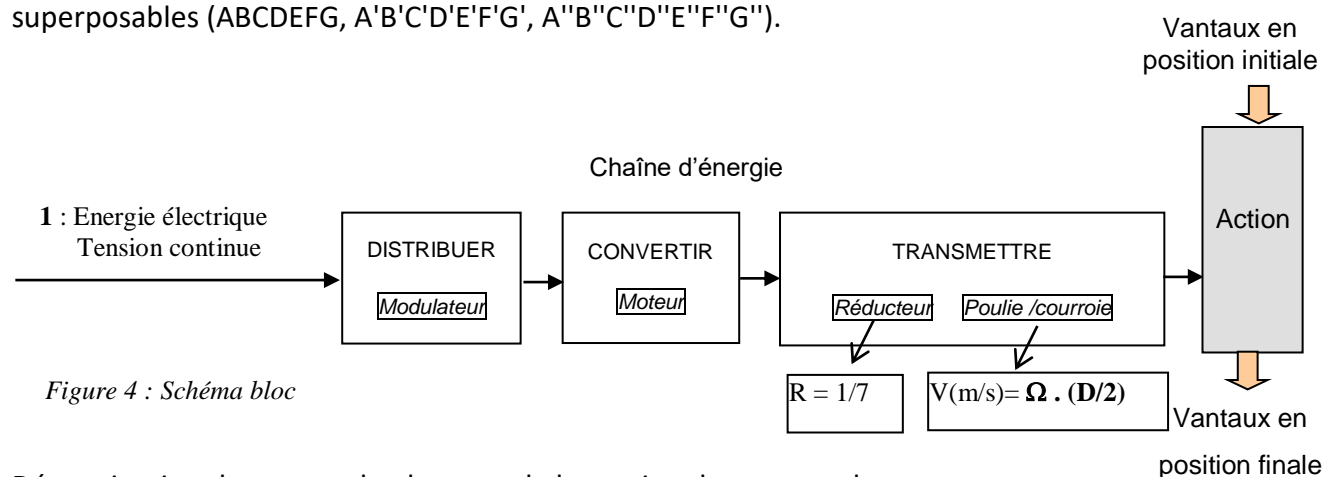 superposables (ABCDEFG, A'B'C'D'E'F'G', A''B''C''D''E''F''G'').
Vantaux en
position initiale
Chaîne d'énergie
1 : Energie électrique
Tension continue
DISTRIBUER
Modulateur
CONVERTIR
Moteur
TRANSMETTRE
Réducteur
Poulie /courroie
Action
R = 1/7
V(m/s)= Ω . (D/2)
Figure 4 : Schéma bloc
Vantaux en
position finale